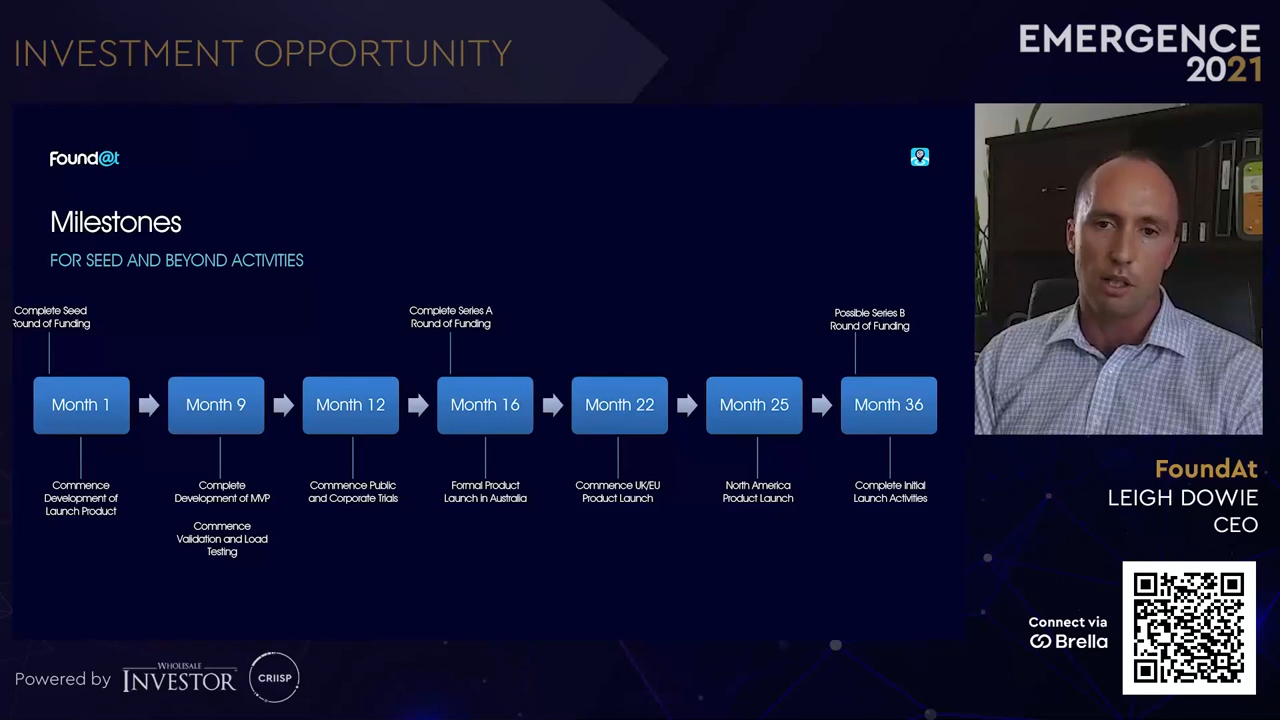 INVESTMENT OPPORTUNITY
EMERGENCE
2021
Found@t
Milestones
FOR SEED AND BEYOND ACTIVITIES
Complete Seed
Round of Funding
Complete Series A
Round of Funding
Possible Series B
Round of Funding
Month 1
Month 9
Month 12
Month 16
Month 22
Month 25
Month 36
Commence
Development of
Launch Product
Complete
Development of MVP
Commence
Validation and Load
Testing
Commence Public
and Corporate Trials
Formal Product
Launch in Australia
Commence UK/EU
Product Launch
North America
Product Launch
Complete Initial
Launch Activities
FoundAt
LEIGH DOWIE
CEO
Connect via
Brella
Powered by
WHOLESALE
INVESTOR
CRIISP